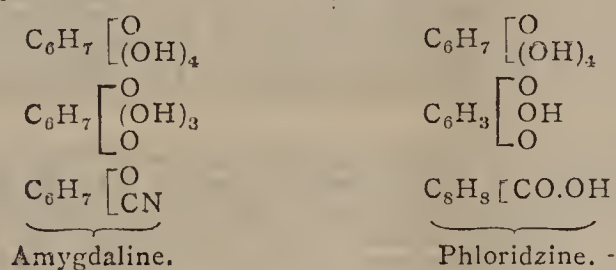 C₆H₇ [O (OH)₄
C₆H₇ [O (OH)₄
C₆H₇ [O (OH)₃ O
C₆H₃ [O OH O
C₆H₇ [O CN
C₈H₈ [CO.OH
Amygdaline.
Phloridzine.